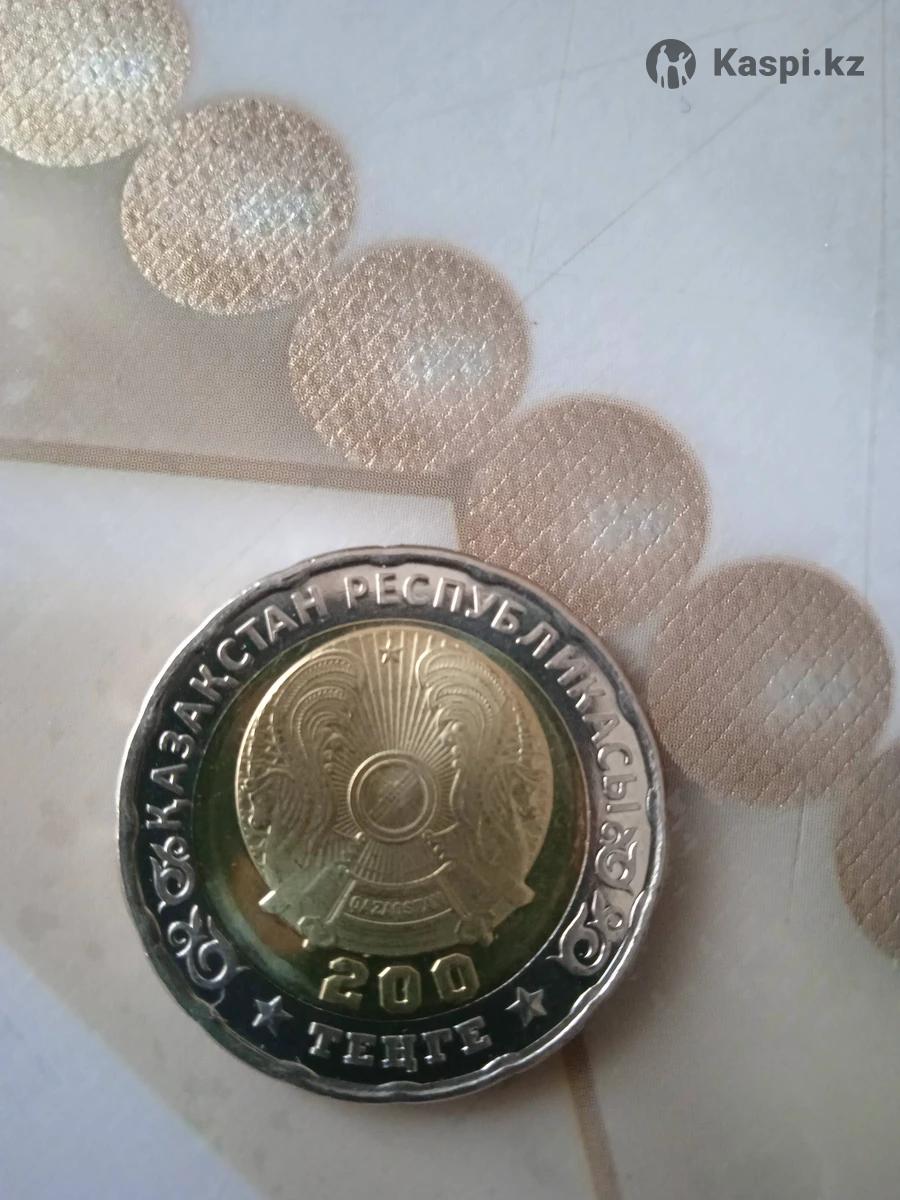 Kaspi.kz
ҚАЗАҚСТАН РЕСПУБЛИКАСЫ
QAZAQSTAN
200
ТЕҢГЕ